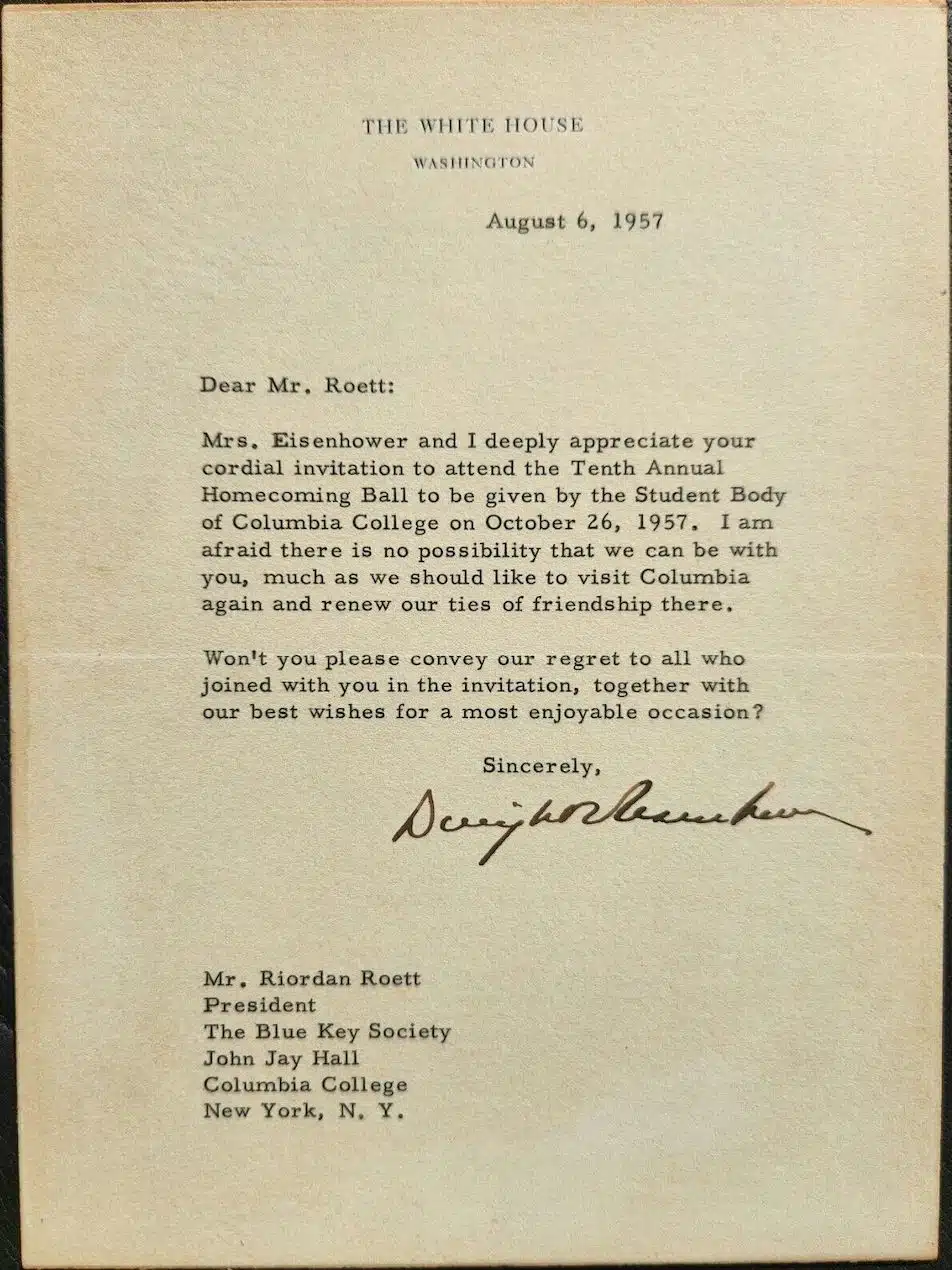 THE WHITE HOUSE
WASHINGTON
August 6, 1957
Dear Mr. Roett:
Mrs. Eisenhower and I deeply appreciate your
cordial invitation to attend the Tenth Annual
Homecoming Ball to be given by the Student Body
of Columbia College on October 26, 1957. I am
afraid there is no possibility that we can be with
you, much as we should like to visit Columbia
again and renew our ties of friendship there.
Won't you please convey our regret to all who
joined with you in the invitation, together with
our best wishes for a most enjoyable occasion?
Sincerely,
Dwight D Eisenhower
Mr. Riordan Roett
President
The Blue Key Society
John Jay Hall
Columbia College
New York, N. Y.